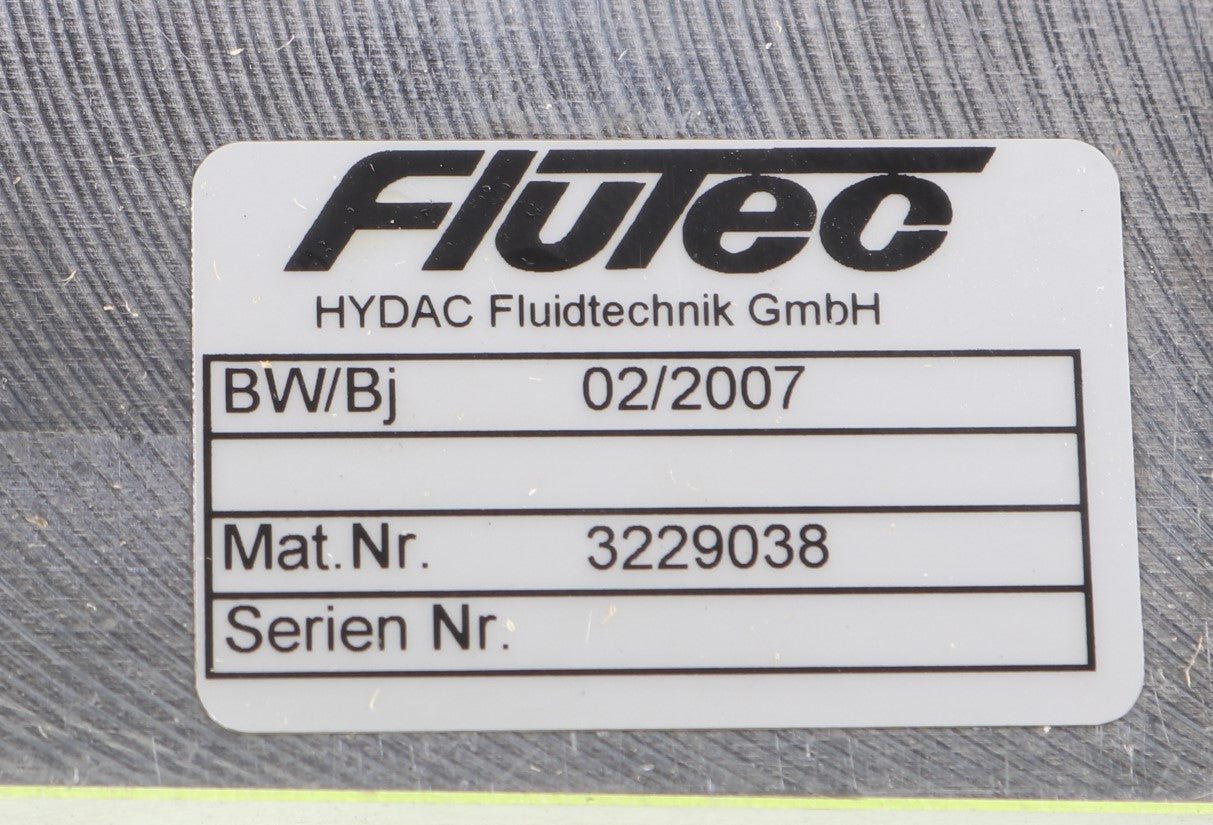 FluTec
HYDAC Fluidtechnik GmbH
BW/Bj 02/2007
Mat.Nr. 3229038
Serien Nr.